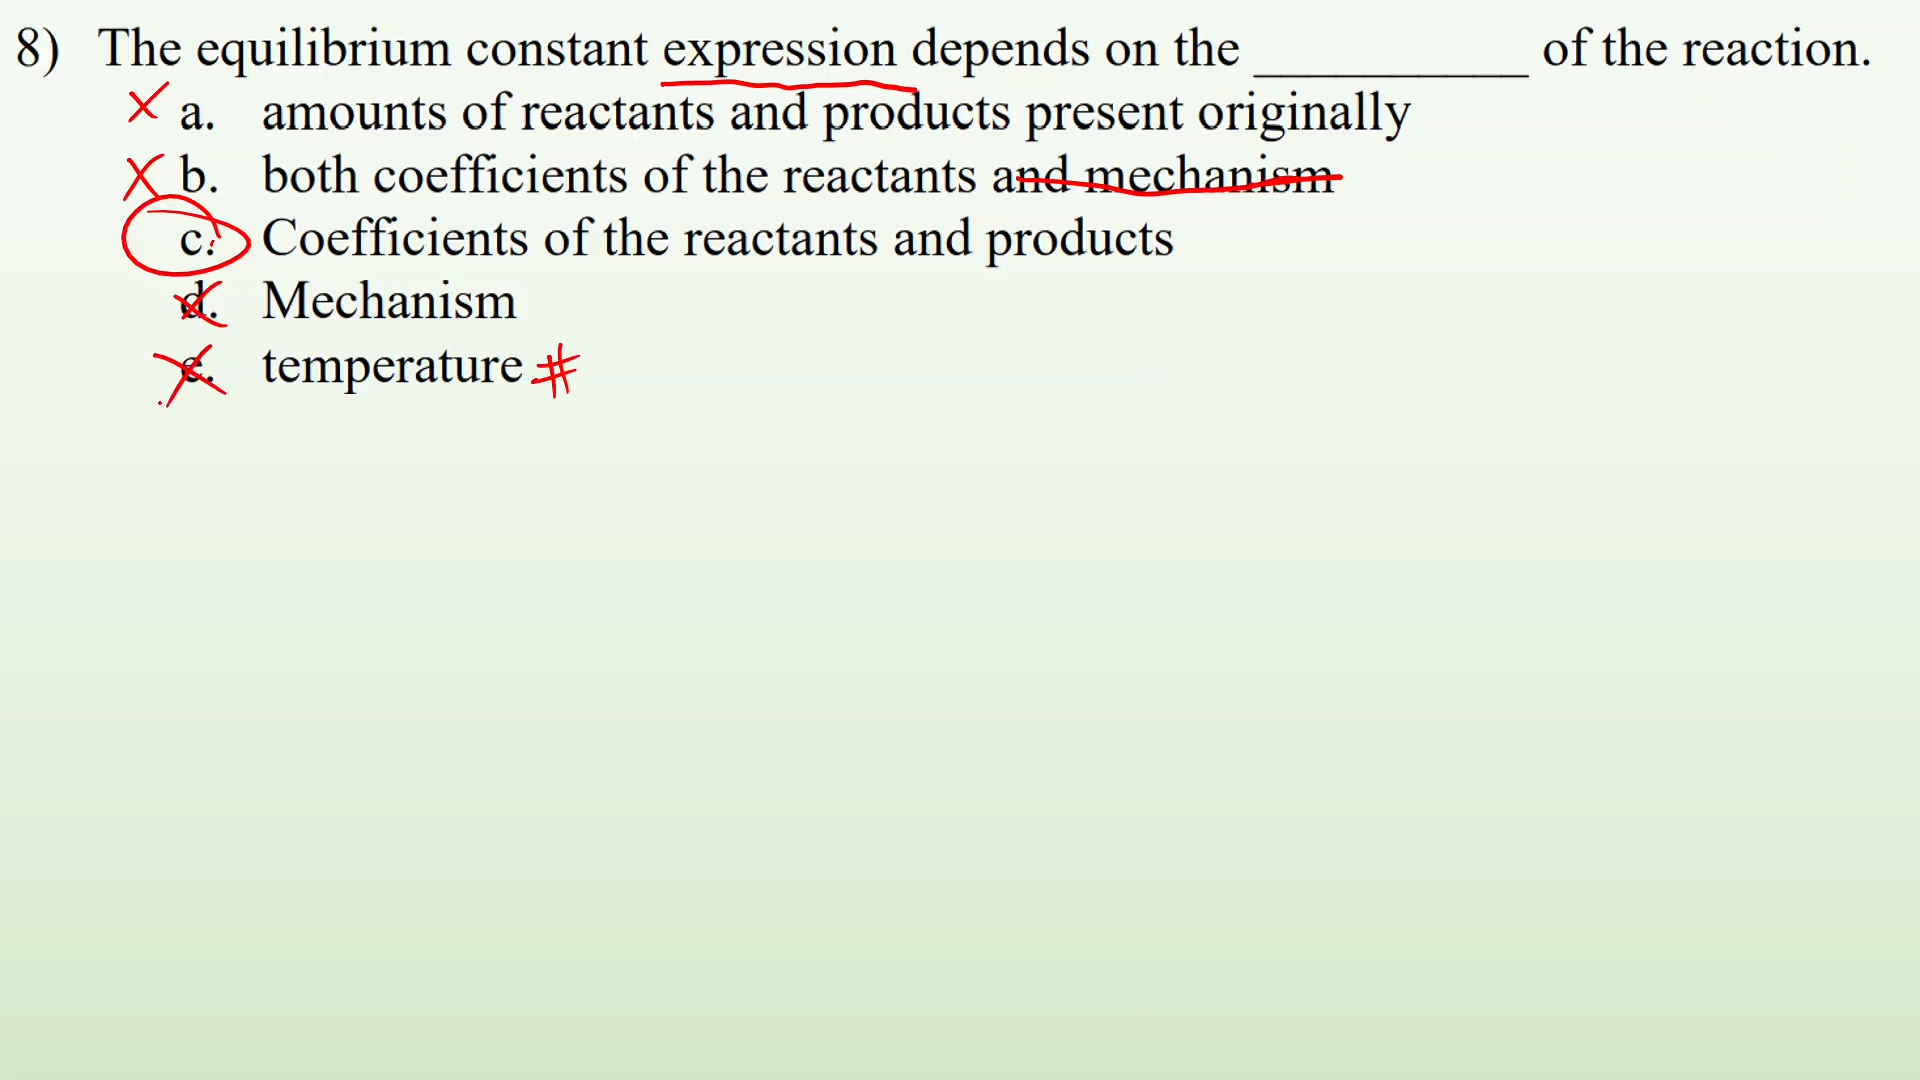 8) The equilibrium constant expression depends on the __________ of the reaction.
a. amounts of reactants and products present originally
b. both coefficients of the reactants and mechanism
c. Coefficients of the reactants and products
d. Mechanism
e. temperature #